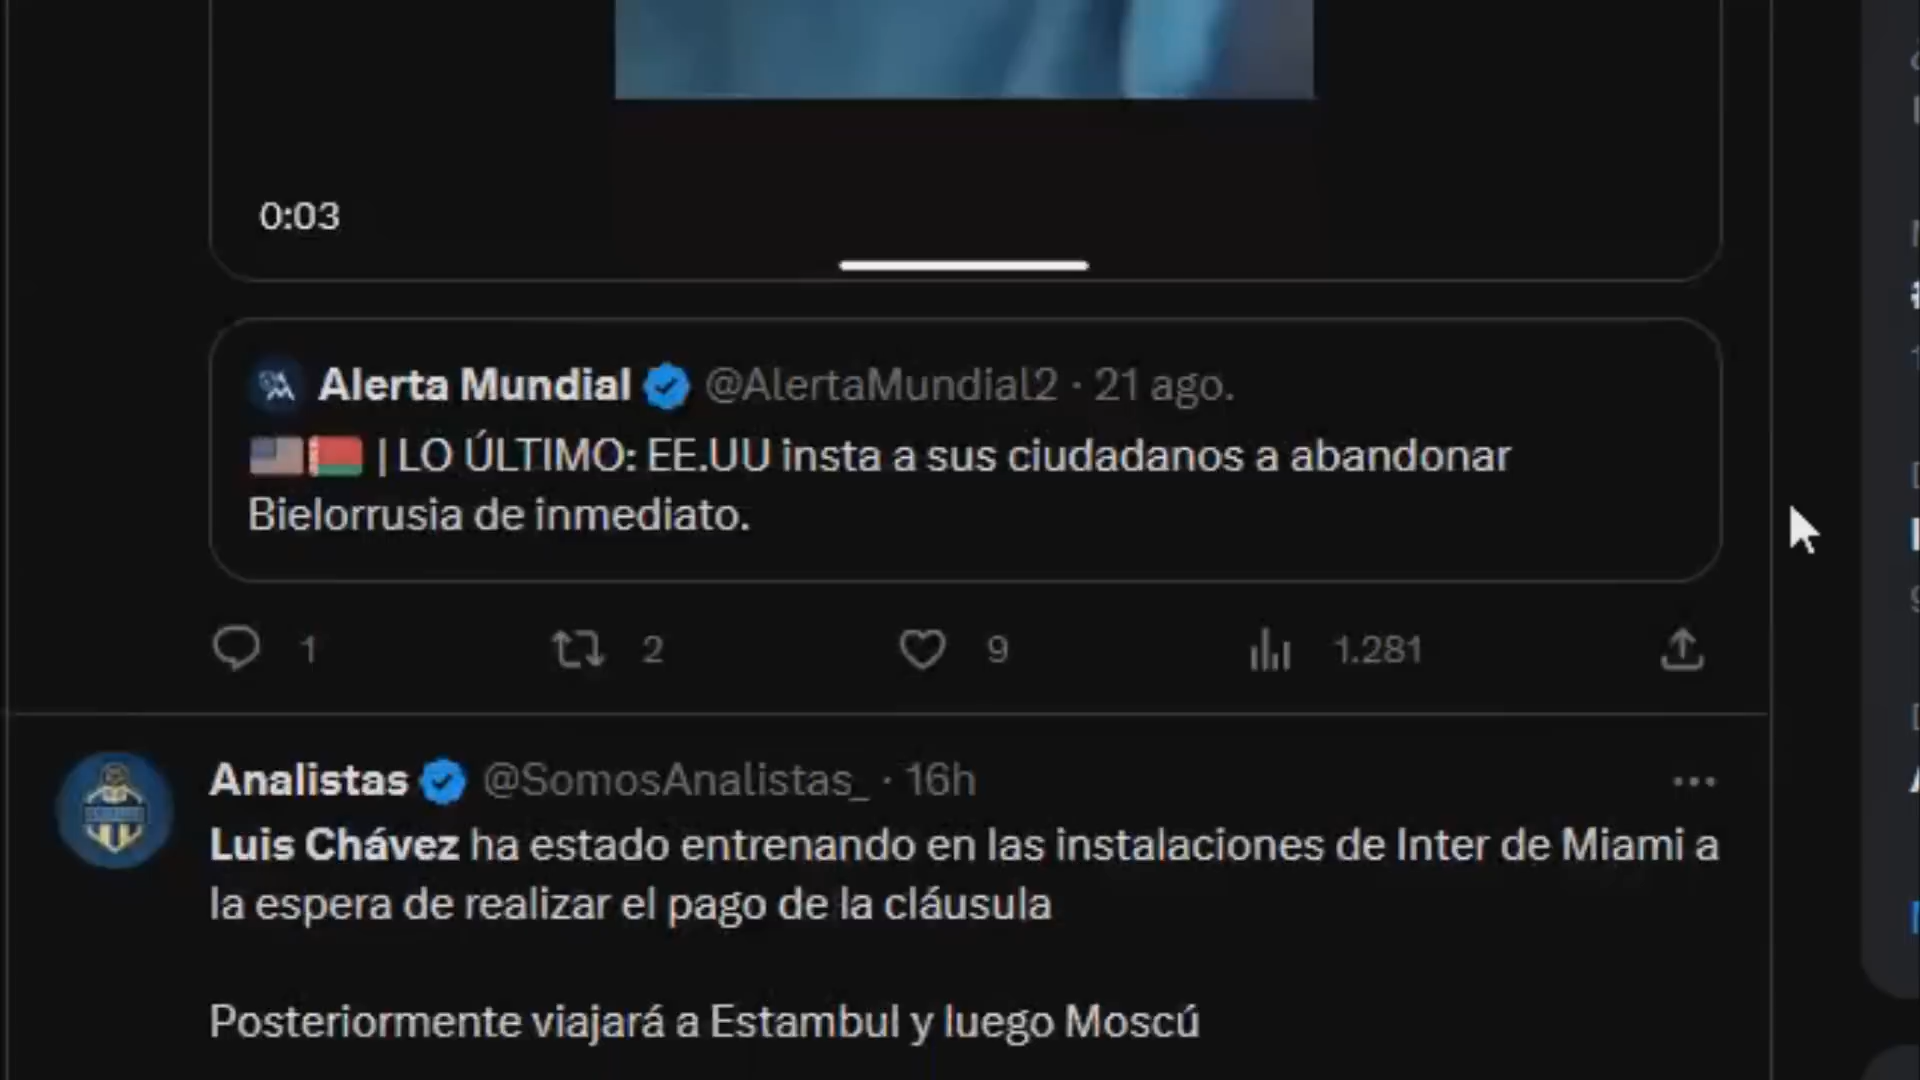 0:03
Alerta Mundial @AlertaMundial2 · 21 ago.
| LO ÚLTIMO: EE.UU insta a sus ciudadanos a abandonar
Bielorrusia de inmediato.
1 2 9 1.281
Analistas @SomosAnalistas_ · 16h
Luis Chávez ha estado entrenando en las instalaciones de Inter de Miami a
la espera de realizar el pago de la cláusula
Posteriormente viajará a Estambul y luego Moscú